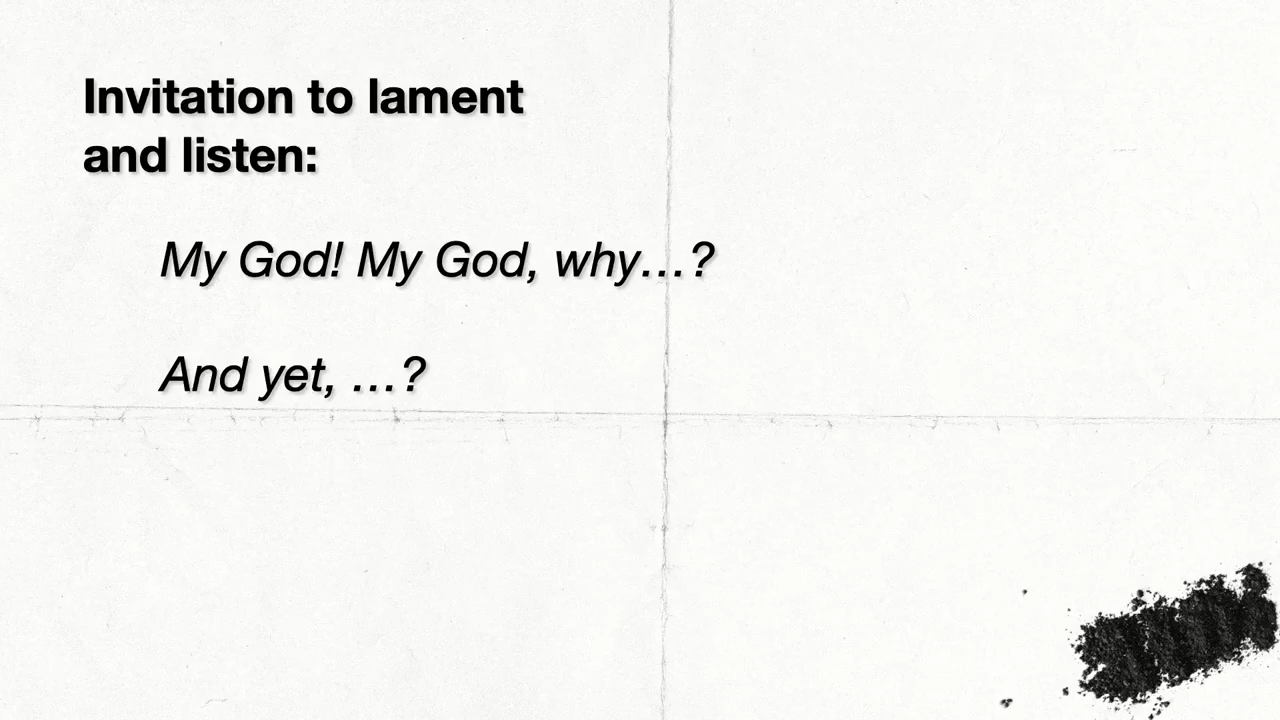 Invitation to lament
and listen:
My God! My God, why…?
And yet, …?